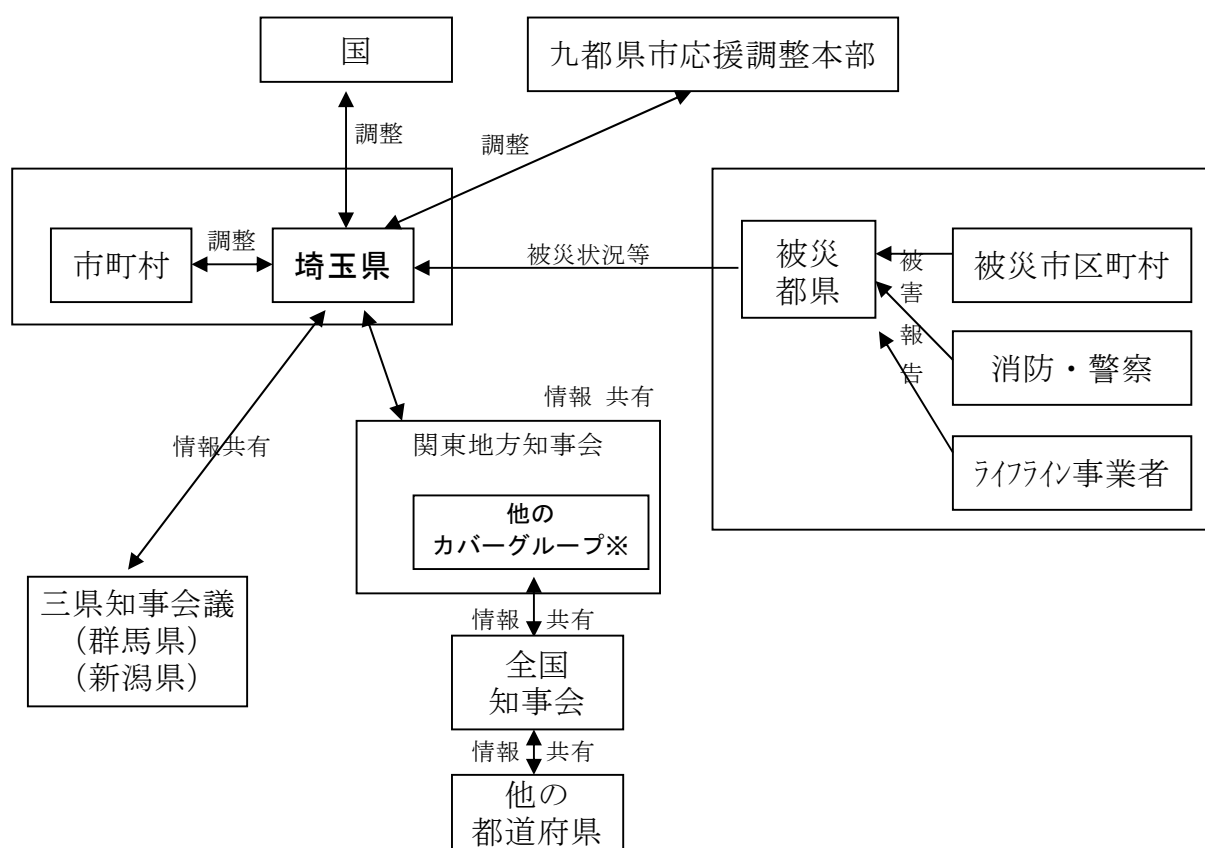 国
九都県市応援調整本部
調整
調整
市町村
調整
埼玉県
被災状況等
被災
都県
被害報告
被災市区町村
消防・警察
ﾗｲﾌﾗｲﾝ事業者
情報共有
情報 共有
関東地方知事会
他の
カバーグループ※
三県知事会議
（群馬県）
（新潟県）
情報 共有
全国
知事会
情報 共有
他の
都道府県